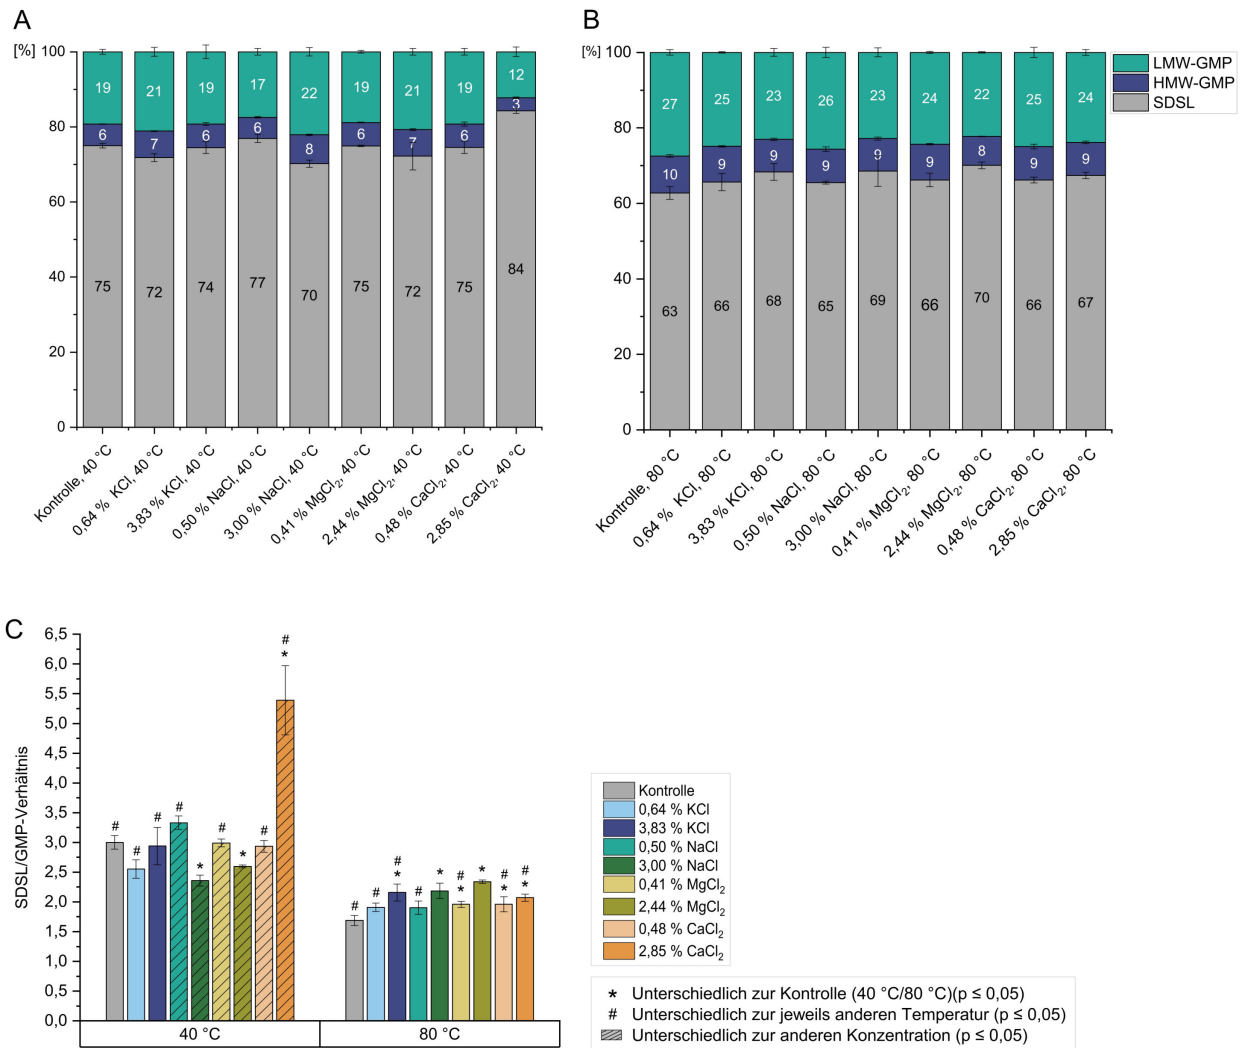 A
[%]
100
80
60
40
20
0
19 21 19 17 22 19 21 19 12
6 7 6 6 8 6 7 6 3
75 72 74 77 70 75 72 75 84
Kontrolle, 40 °C
0,64 % KCl, 40 °C
3,83 % KCl, 40 °C
0,50 % NaCl, 40 °C
3,00 % NaCl, 40 °C
0,41 % MgCl₂, 40 °C
2,44 % MgCl₂, 40 °C
0,48 % CaCl₂, 40 °C
2,85 % CaCl₂, 40 °C
B
[%]
100
80
60
40
20
0
27 25 23 26 23 24 22 25 24
10 9 9 9 9 9 8 9 9
63 66 68 65 69 66 70 66 67
Kontrolle, 80 °C
0,64 % KCl, 80 °C
3,83 % KCl, 80 °C
0,50 % NaCl, 80 °C
3,00 % NaCl, 80 °C
0,41 % MgCl₂, 80 °C
2,44 % MgCl₂, 80 °C
0,48 % CaCl₂, 80 °C
2,85 % CaCl₂, 80 °C
LMW-GMP
HMW-GMP
SDSL
C
SDSL/GMP-Verhältnis
6,5
6,0
5,5
5,0
4,5
4,0
3,5
3,0
2,5
2,0
1,5
1,0
0,5
0,0
# # # # * # * # # *
# # # * # * # * * # * # *
40 °C
80 °C
Kontrolle
0,64 % KCl
3,83 % KCl
0,50 % NaCl
3,00 % NaCl
0,41 % MgCl₂
2,44 % MgCl₂
0,48 % CaCl₂
2,85 % CaCl₂
* Unterschiedlich zur Kontrolle (40 °C/80 °C)(p ≤ 0,05)
# Unterschiedlich zur jeweils anderen Temperatur (p ≤ 0,05)
Unterschiedlich zur anderen Konzentration (p ≤ 0,05)